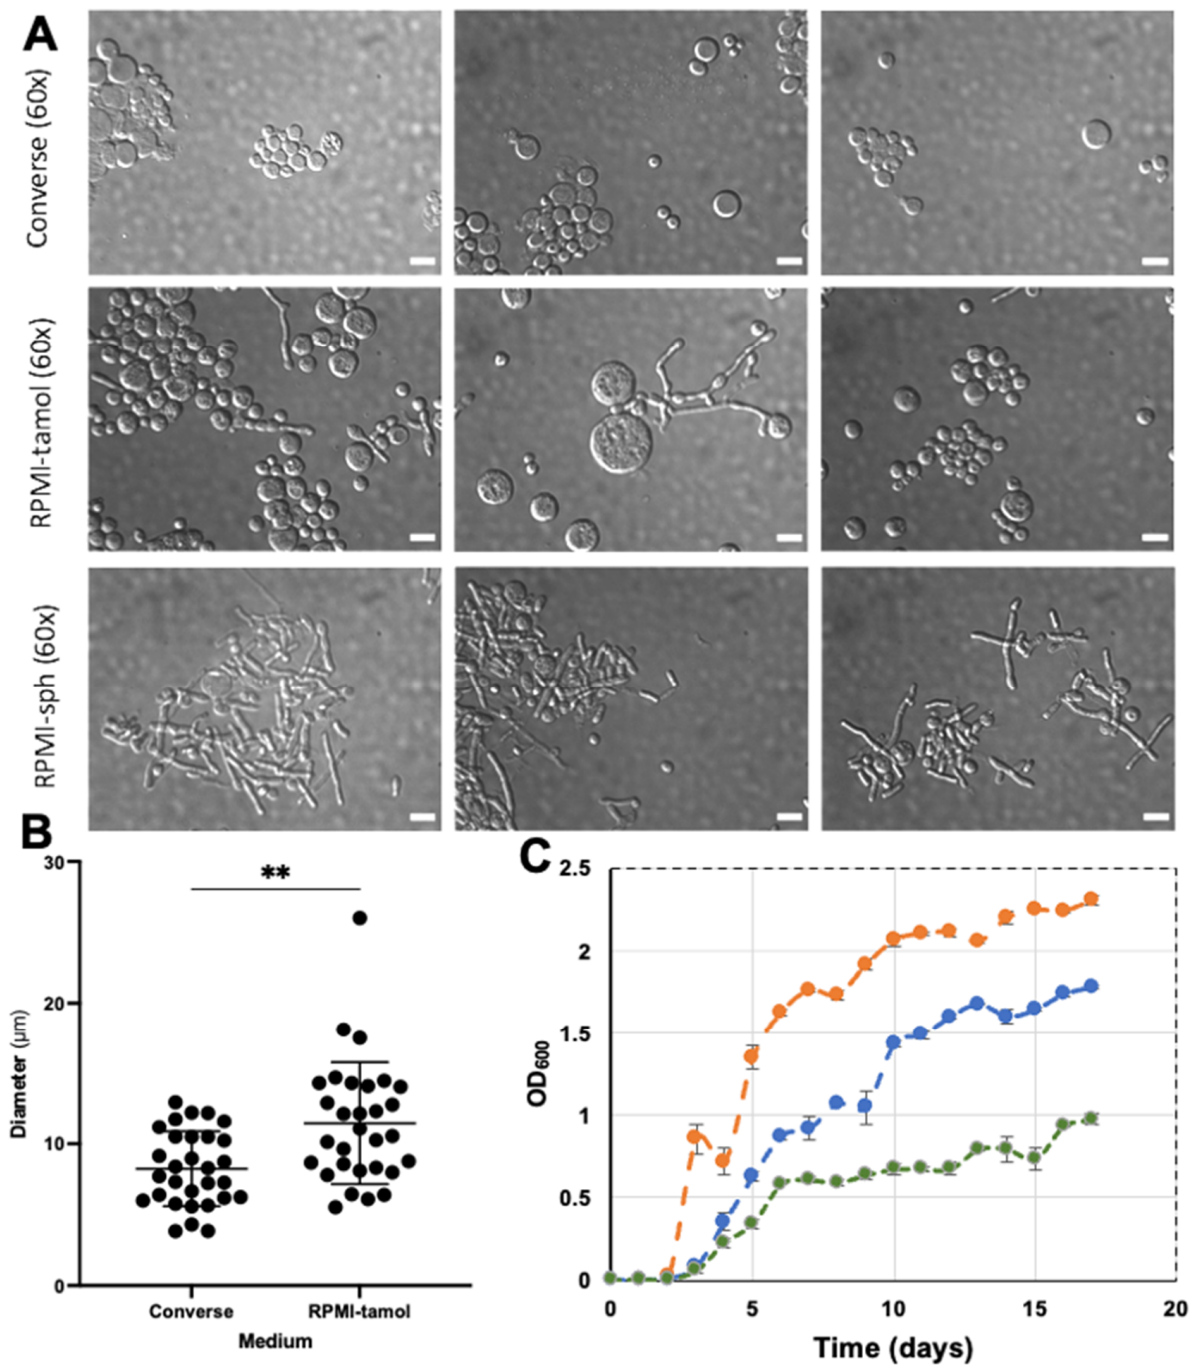 A
Converse (60x)
RPMI-tamol (60x)
RPMI-sph (60x)
B
30
20
10
0
Diameter (µm)
**
Converse
RPMI-tamol
Medium
C
2.5
2
1.5
1
0.5
0
OD600
0
5
10
15
20
Time (days)